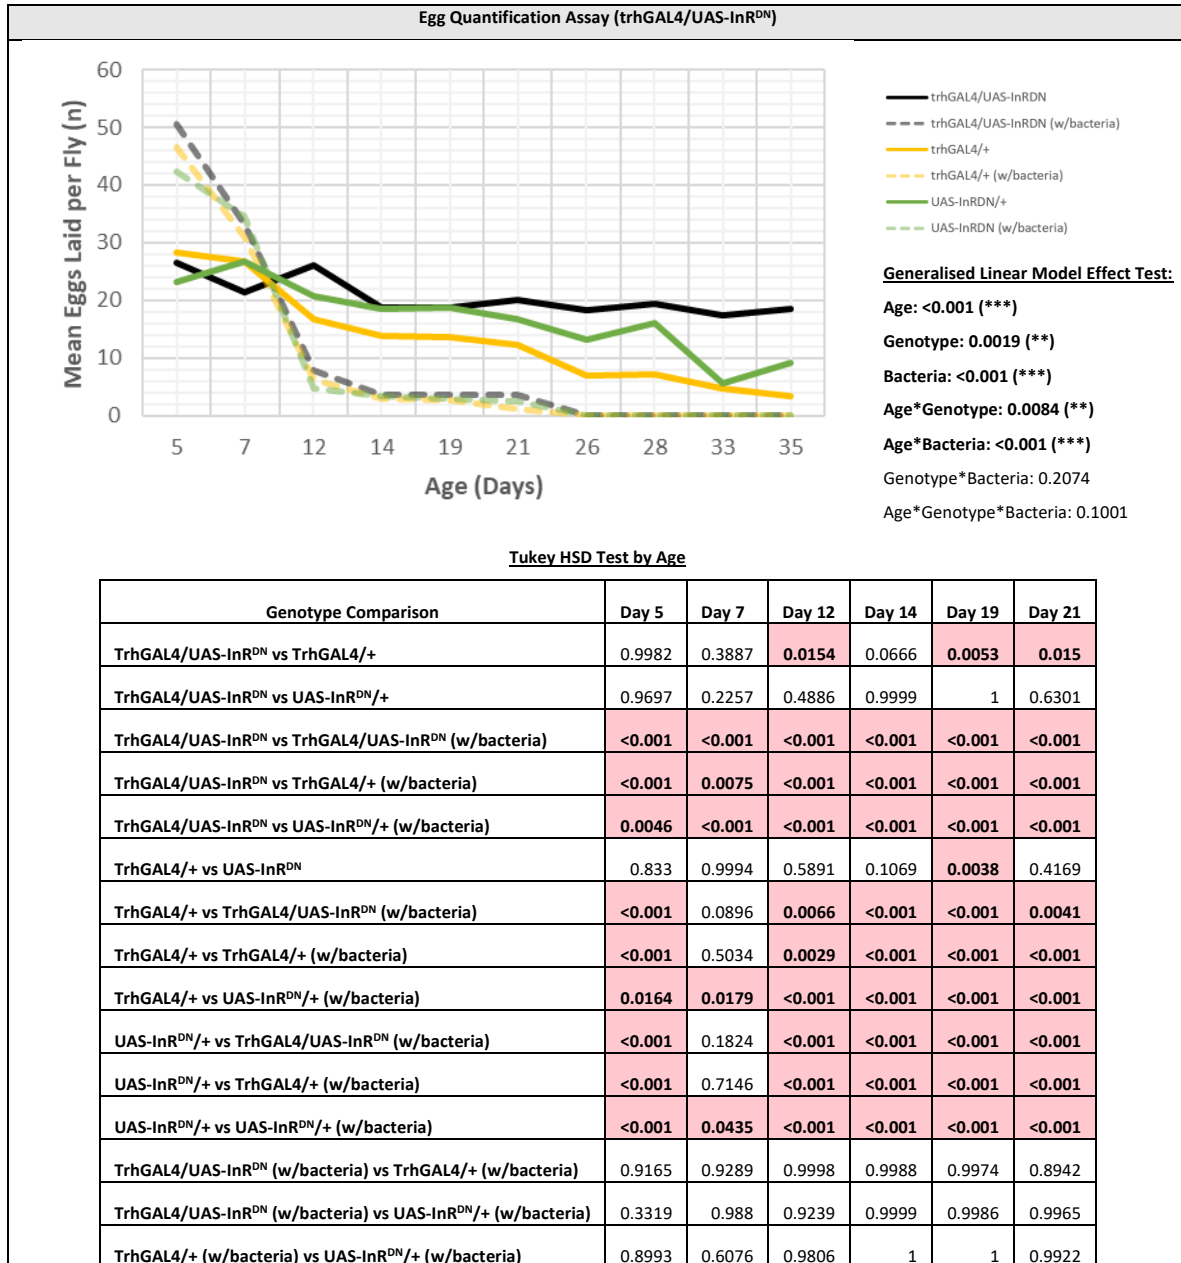 Egg Quantification Assay (trhGAL4/UAS-InRᴰᴺ)
60
50
40
30
20
10
0
Mean Eggs Laid per Fly (n)
5 7 12 14 19 21 26 28 33 35
Age (Days)
trhGAL4/UAS-InRDN
trhGAL4/UAS-InRDN (w/bacteria)
trhGAL4/+
trhGAL4/+ (w/bacteria)
UAS-InRDN/+
UAS-InRDN (w/bacteria)
Generalised Linear Model Effect Test:
Age: <0.001 (***)
Genotype: 0.0019 (**)
Bacteria: <0.001 (***)
Age*Genotype: 0.0084 (**)
Age*Bacteria: <0.001 (***)
Genotype*Bacteria: 0.2074
Age*Genotype*Bacteria: 0.1001
Tukey HSD Test by Age
Genotype Comparison Day 5 Day 7 Day 12 Day 14 Day 19 Day 21
TrhGAL4/UAS-InRᴰᴺ vs TrhGAL4/+ 0.9982 0.3887 0.0154 0.0666 0.0053 0.015
TrhGAL4/UAS-InRᴰᴺ vs UAS-InRᴰᴺ/+ 0.9697 0.2257 0.4886 0.9999 1 0.6301
TrhGAL4/UAS-InRᴰᴺ vs TrhGAL4/UAS-InRᴰᴺ (w/bacteria) <0.001 <0.001 <0.001 <0.001 <0.001 <0.001
TrhGAL4/UAS-InRᴰᴺ vs TrhGAL4/+ (w/bacteria) <0.001 0.0075 <0.001 <0.001 <0.001 <0.001
TrhGAL4/UAS-InRᴰᴺ vs UAS-InRᴰᴺ/+ (w/bacteria) 0.0046 <0.001 <0.001 <0.001 <0.001 <0.001
TrhGAL4/+ vs UAS-InRᴰᴺ 0.833 0.9994 0.5891 0.1069 0.0038 0.4169
TrhGAL4/+ vs TrhGAL4/UAS-InRᴰᴺ (w/bacteria) <0.001 0.0896 0.0066 <0.001 <0.001 0.0041
TrhGAL4/+ vs TrhGAL4/+ (w/bacteria) <0.001 0.5034 0.0029 <0.001 <0.001 <0.001
TrhGAL4/+ vs UAS-InRᴰᴺ/+ (w/bacteria) 0.0164 0.0179 <0.001 <0.001 <0.001 <0.001
UAS-InRᴰᴺ/+ vs TrhGAL4/UAS-InRᴰᴺ (w/bacteria) <0.001 0.1824 <0.001 <0.001 <0.001 <0.001
UAS-InRᴰᴺ/+ vs TrhGAL4/+ (w/bacteria) <0.001 0.7146 <0.001 <0.001 <0.001 <0.001
UAS-InRᴰᴺ/+ vs UAS-InRᴰᴺ/+ (w/bacteria) <0.001 0.0435 <0.001 <0.001 <0.001 <0.001
TrhGAL4/UAS-InRᴰᴺ (w/bacteria) vs TrhGAL4/+ (w/bacteria) 0.9165 0.9289 0.9998 0.9988 0.9974 0.8942
TrhGAL4/UAS-InRᴰᴺ (w/bacteria) vs UAS-InRᴰᴺ/+ (w/bacteria) 0.3319 0.988 0.9239 0.9999 0.9986 0.9965
TrhGAL4/+ (w/bacteria) vs UAS-InRᴰᴺ/+ (w/bacteria) 0.8993 0.6076 0.9806 1 1 0.9922